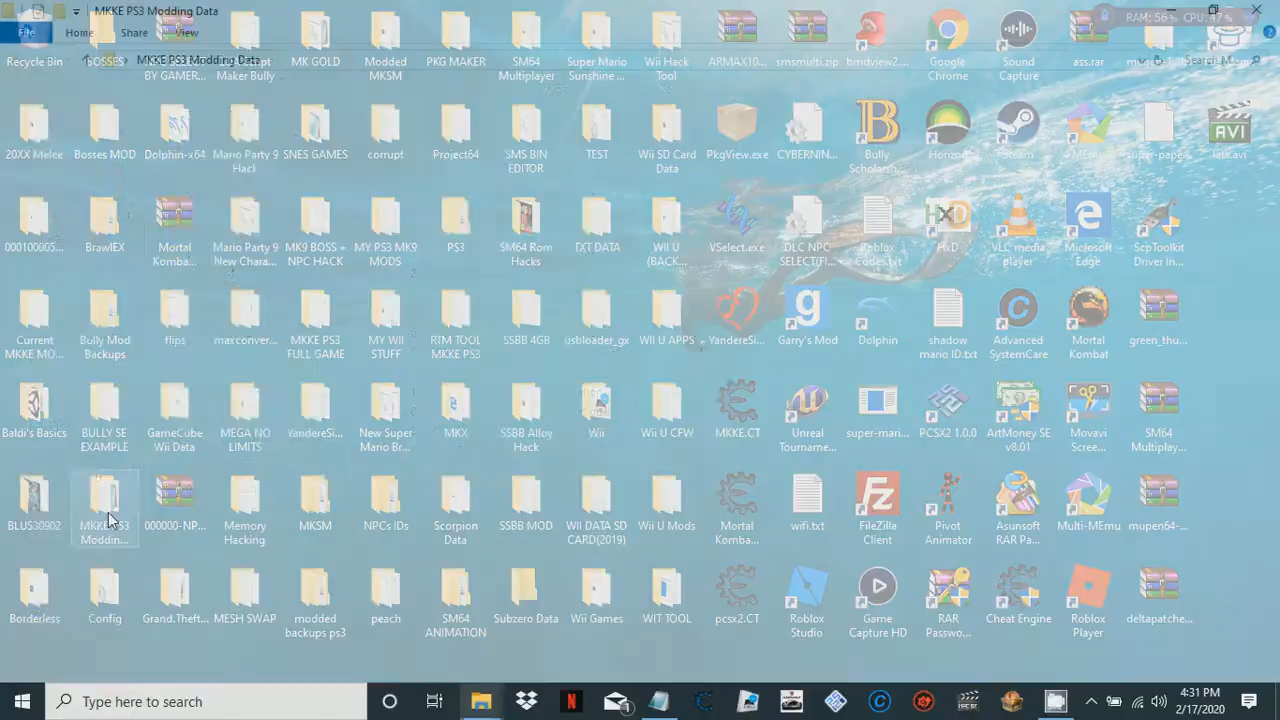 MKKE PS3 Modding Data
RAM: 56% CPU: 47%
File Home Share View
MKKE PS3 Modding Data
Recycle Bin
BOSSES
BY GAMER...
Maker Bully
MK GOLD
Modded MKSM
PKG MAKER
SM64 Multiplayer
Super Mario Sunshine ...
Wii Hack Tool
ARMAX10...
smsmulti.zip
bmdview2...
Google Chrome
Sound Capture
ass.rar
20XX Melee
Bosses MOD
Dolphin-x64
Mario Party 9 Hack
SNES GAMES
corrupt
Project64
SMS BIN EDITOR
TEST
Wii SD Card Data
PkgView.exe
CYBERNIN...
Bully Scholarsh...
Horizon
Steam
MEmu
super-pape...
latik.avi
000100005...
BrawlEX
Mortal Komba...
Mario Party 9 New Chara...
MK9 BOSS + NPC HACK
MY PS3 MK9 MODS
PS3
SM64 Rom Hacks
TXT DATA
WII U (BACK...
VSelect.exe
DLC NPC SELECT(FI...
Roblox Codes.txt
HxD
VLC media player
Microsoft Edge
ScpToolkit Driver In...
Current MKKE MO...
Bully Mod Backups
flips
maxconver...
MKKE PS3 FULL GAME
MY WII STUFF
RTM TOOL MKKE PS3
SSBB 4GB
usbloader_gx
WII U APPS
YandereSi...
Garry's Mod
Dolphin
shadow mario ID.txt
Advanced SystemCare
Mortal Kombat
green_thu...
Baldi's Basics
BULLY SE EXAMPLE
GameCube Wii Data
MEGA NO LIMITS
YandereSi...
New Super Mario Br...
MKX
SSBB Alloy Hack
Wii
Wii U CFW
MKKE.CT
Unreal Tourname...
super-mari...
PCSX2 1.0.0
ArtMoney SE v8.01
Movavi Scree...
SM64 Multiplay...
BLUS30902
MKKE PS3 Moddin...
000000-NP...
Memory Hacking
MKSM
NPCs IDs
Scorpion Data
SSBB MOD
WII DATA SD CARD(2019)
Wii U Mods
Mortal Komba...
wifi.txt
FileZilla Client
Pivot Animator
Asunsoft RAR Pa...
Multi-MEmu
mupen64-...
Borderless
Config
Grand.Theft...
MESH SWAP
modded backups ps3
peach
SM64 ANIMATION
Subzero Data
Wii Games
WIT TOOL
pcsx2.CT
Roblox Studio
Game Capture HD
RAR Passwo...
Cheat Engine
Roblox Player
deltapatche...
Type here to search
4:31 PM
2/17/2020